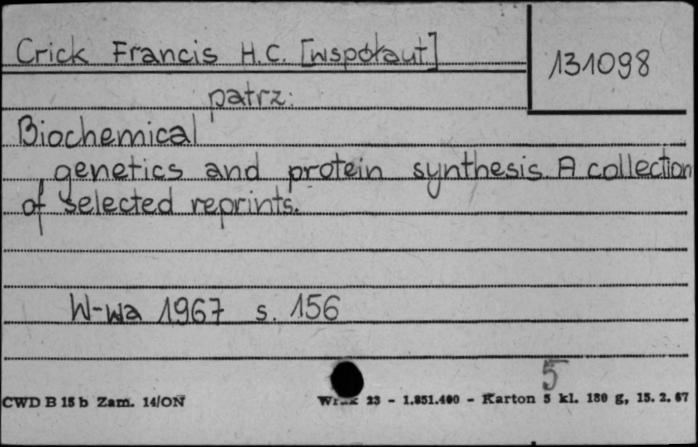 Crick Francis H.C. [współaut]
131098
patrz:
Biochemical
genetics and protein synthesis. A collection
of selected reprints.
W-wa 1967 s. 156
5
CWD B 15 b Zam. 14/ON
23 - 1.851.400 - Karton 5 kl. 180 g, 15. 2. 67